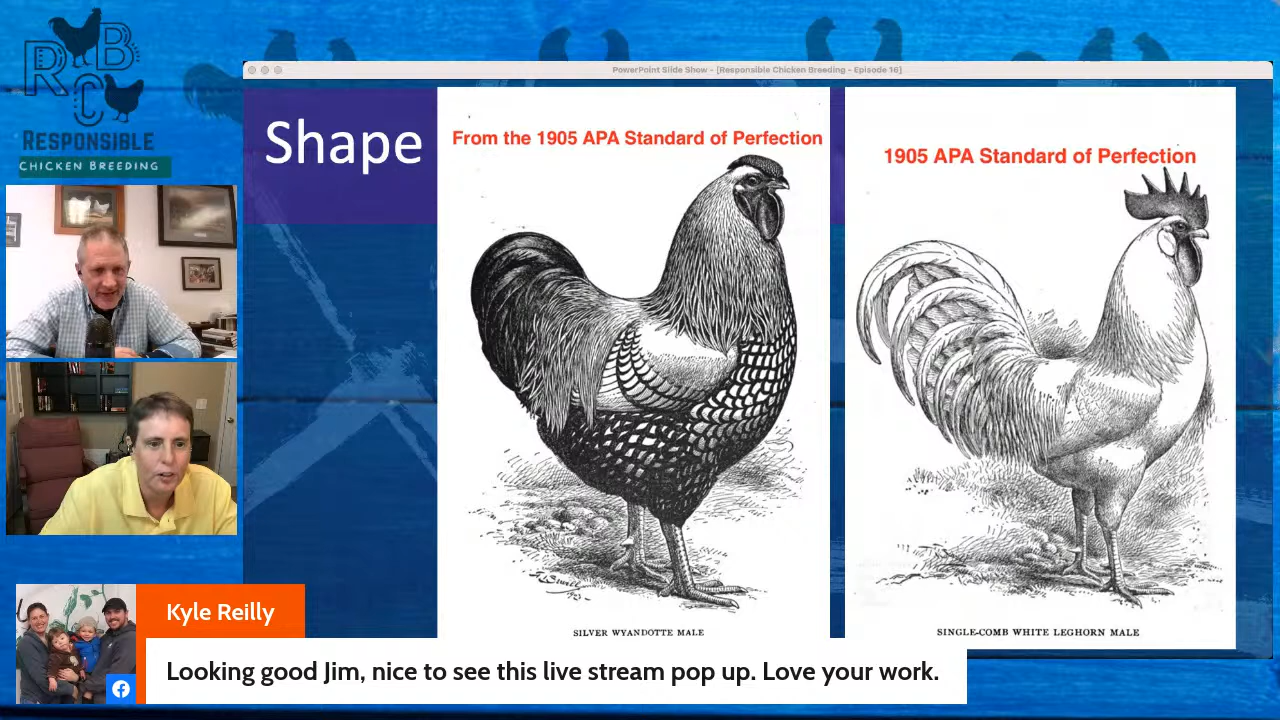 R B C
RESPONSIBLE
CHICKEN BREEDING
PowerPoint Slide Show - [Responsible Chicken Breeding - Episode 16]
Shape
From the 1905 APA Standard of Perfection
SILVER WYANDOTTE MALE
1905 APA Standard of Perfection
SINGLE-COMB WHITE LEGHORN MALE
Kyle Reilly
Looking good Jim, nice to see this live stream pop up. Love your work.